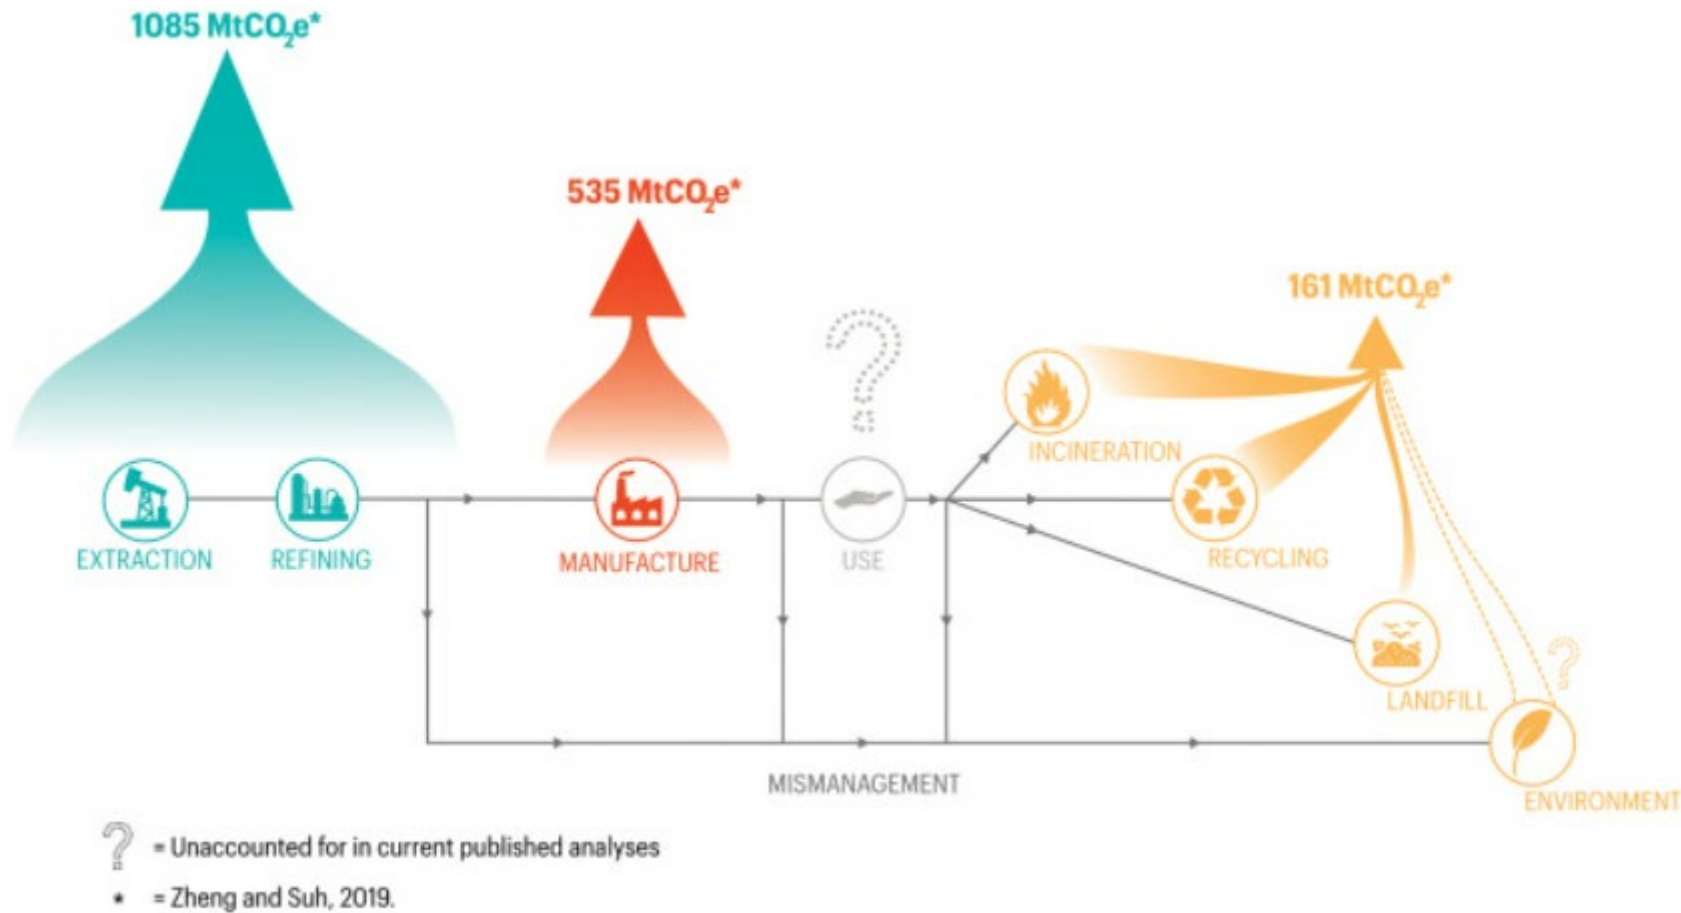 1085 MtCO₂e*
535 MtCO₂e*
161 MtCO₂e*
INCINERATION
EXTRACTION
REFINING
MANUFACTURE
USE
RECYCLING
LANDFILL
MISMANAGEMENT
ENVIRONMENT
? = Unaccounted for in current published analyses
* = Zheng and Suh, 2019.